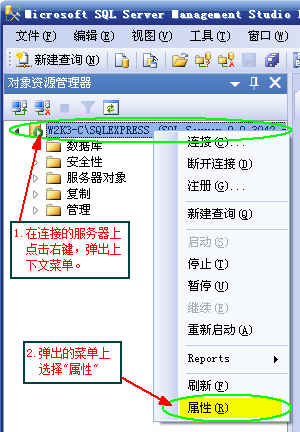 Microsoft SQL Server Management Studio
文件(F) 编辑(E) 视图(V) 工具(T) 窗口(W)
新建查询(N)
对象资源管理器
W2K3-C\SQLEXPRESS (SQL Server 9.0.3042
数据库
安全性
服务器对象
复制
管理
1.在连接的服务器上
点击右键，弹出上
下文菜单。
2.弹出的菜单上
选择“属性”
连接(C)...
断开连接(D)
注册(G)...
新建查询(Q)
启动(S)
停止(T)
暂停(U)
继续(E)
重新启动(A)
Reports
刷新(F)
属性(R)